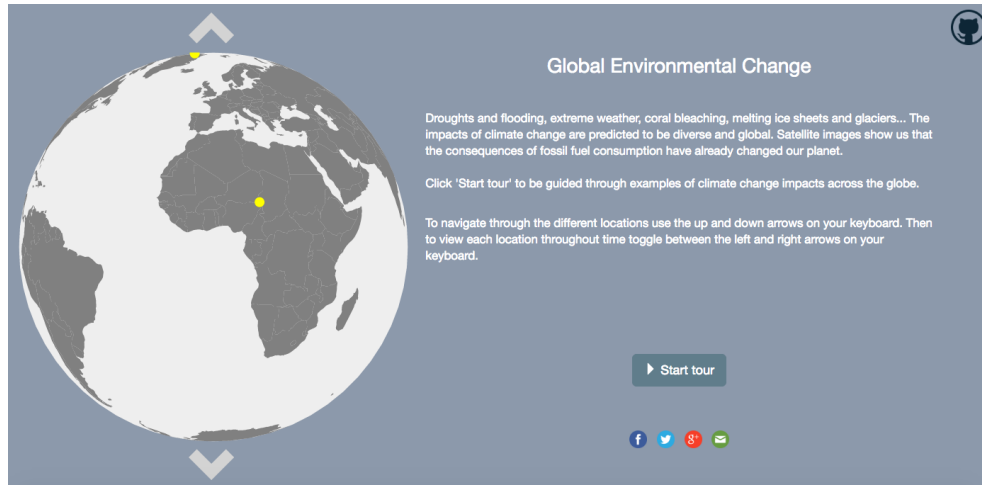 Global Environmental Change
Droughts and flooding, extreme weather, coral bleaching, melting ice sheets and glaciers... The
impacts of climate change are predicted to be diverse and global. Satellite images show us that
the consequences of fossil fuel consumption have already changed our planet.
Click 'Start tour' to be guided through examples of climate change impacts across the globe.
To navigate through the different locations use the up and down arrows on your keyboard. Then
to view each location throughout time toggle between the left and right arrows on your
keyboard.
Start tour
f
g+